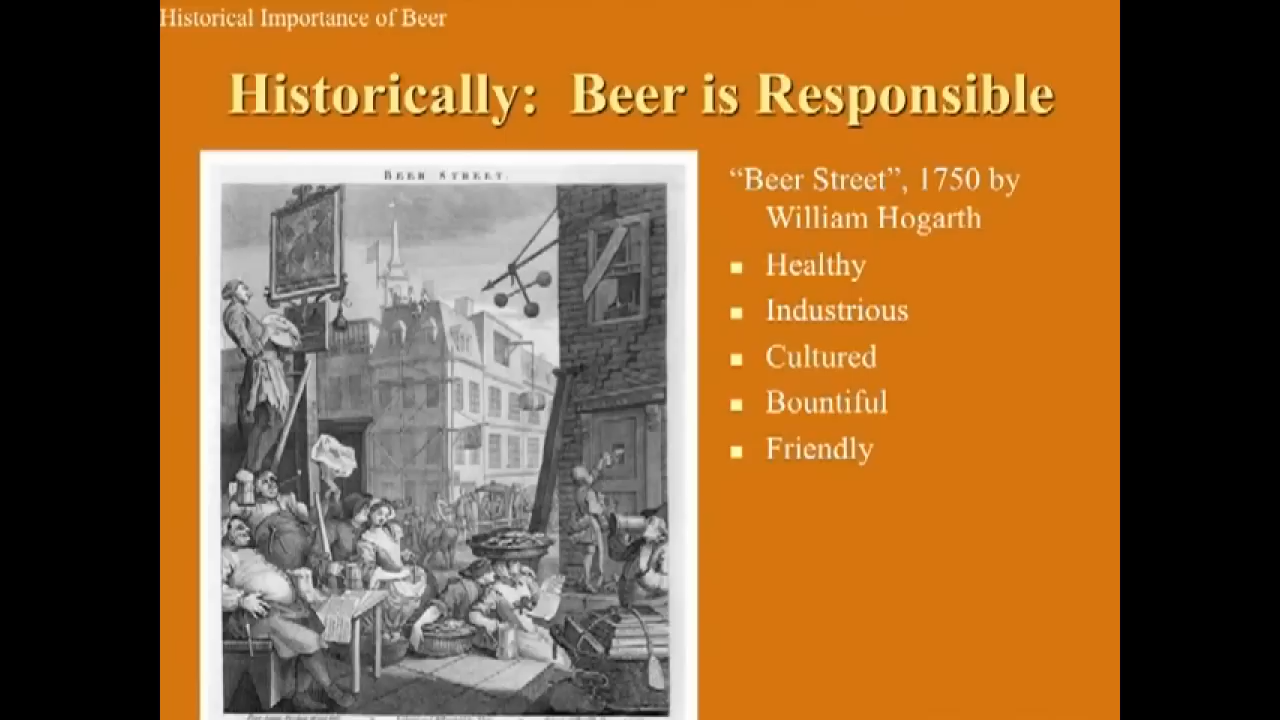 Historical Importance of Beer
Historically: Beer is Responsible
BEER STREET.
“Beer Street”, 1750 by
William Hogarth
Healthy
Industrious
Cultured
Bountiful
Friendly